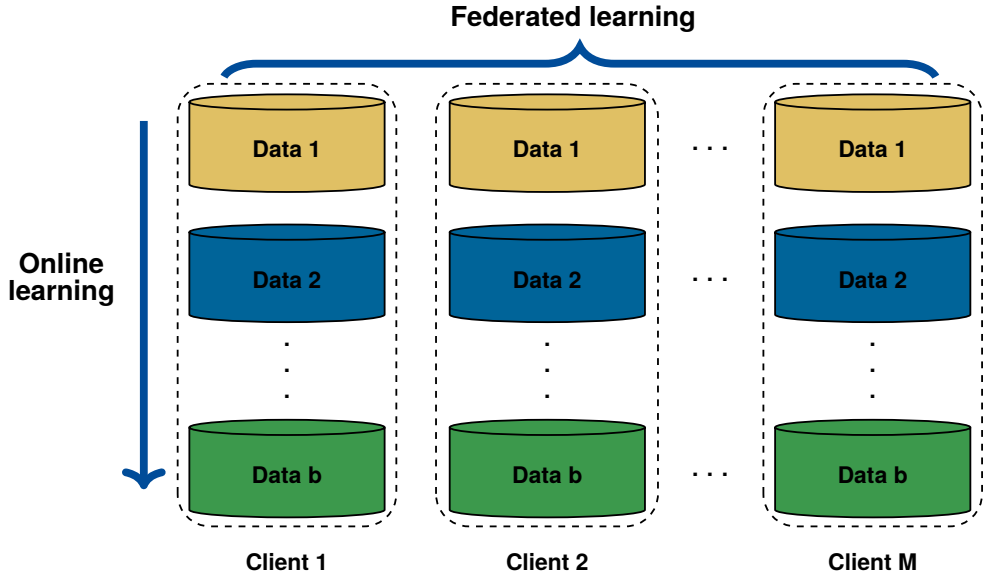 Federated learning
Data 1 Data 1 . . . Data 1
Online
learning
Data 2 Data 2 . . . Data 2
Data b Data b . . . Data b
Client 1 Client 2 Client M